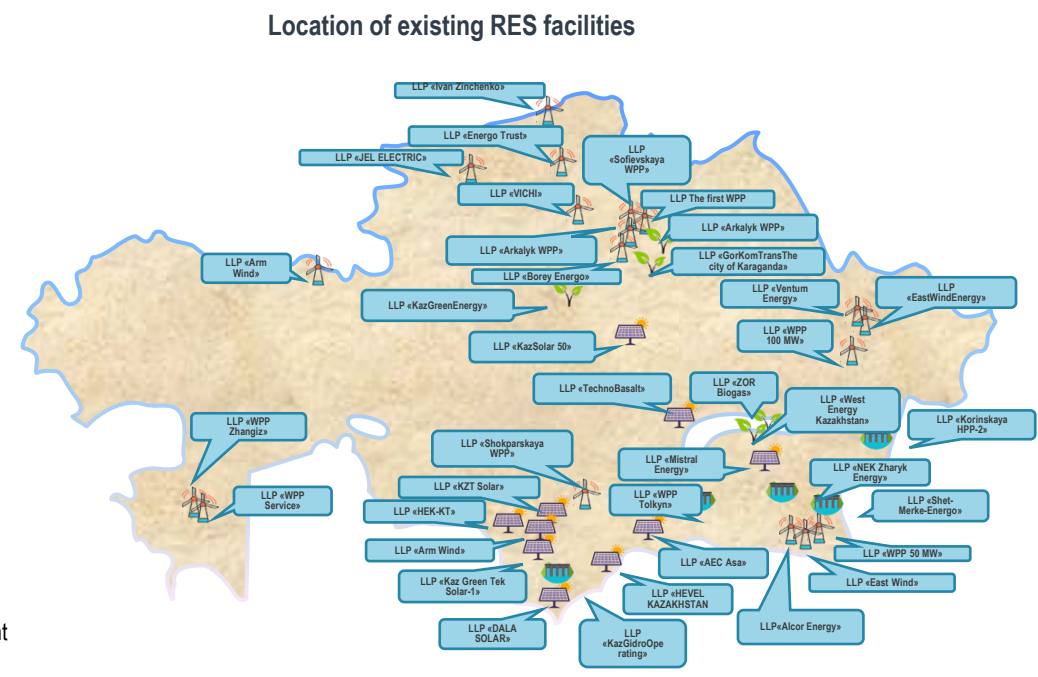 Location of existing RES facilities
LLP «Ivan Zinchenko»
LLP «Energo Trust»
LLP «JEL ELECTRIC»
LLP
«Sofievskaya
WPP»
LLP «VICHI»
LLP The first WPP
LLP «Arkalyk WPP»
LLP «Arkalyk WPP»
LLP «GorKomTransThe
city of Karaganda»
LLP «Arm
Wind»
LLP «Borey Energo»
LLP «Ventum
Energy»
LLP
«EastWindEnergy»
LLP «KazGreenEnergy»
LLP «WPP
100 MW»
LLP «KazSolar 50»
LLP «TechnoBasalt»
LLP «ZOR
Biogas»
LLP «West
Energy
Kazakhstan»
LLP «Korinskaya
HPP-2»
LLP «WPP
Zhangiz»
LLP «Shokparskaya
WPP»
LLP «Mistral
Energy»
LLP «NEK Zharyk
Energy»
LLP «KZT Solar»
LLP «WPP
Service»
LLP «WPP
Tolkyn»
LLP «Shet-
Merke-Energo»
LLP «HEK-KT»
LLP «Arm Wind»
LLP «WPP 50 MW»
LLP «AEC Asa»
LLP «Kaz Green Tek
Solar-1»
LLP «East Wind»
LLP «HEVEL
KAZAKHSTAN
LLP «DALA
SOLAR»
LLP
«KazGidroOpe
rating»
LLP«Alcor Energy»
nt